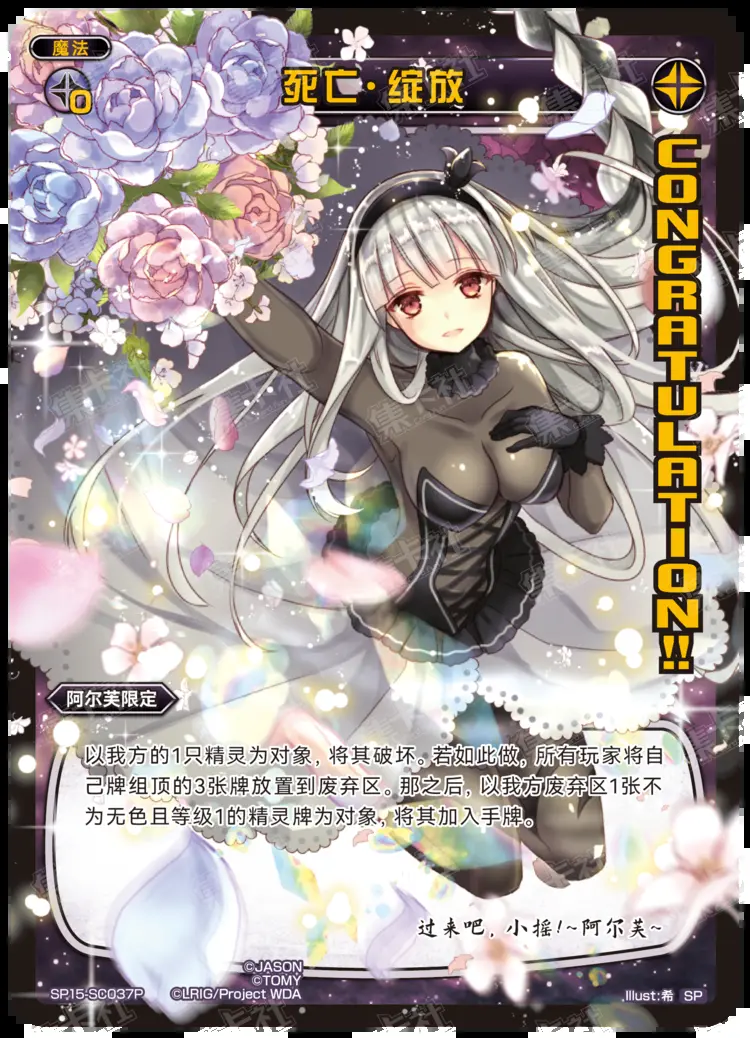 魔法
0
死亡·绽放
CONGRATULATION!!
阿尔芙限定
以我方的1只精灵为对象，将其破坏。若如此做，所有玩家将自
己牌组顶的3张牌放置到废弃区。那之后，以我方废弃区1张不
为无色且等级1的精灵牌为对象，将其加入手牌。
过来吧，小摇!~阿尔芙~
©JASON
©TOMY
SP15-SC037P ©LRIG/Project WDA
Illust:希 SP
集卡社